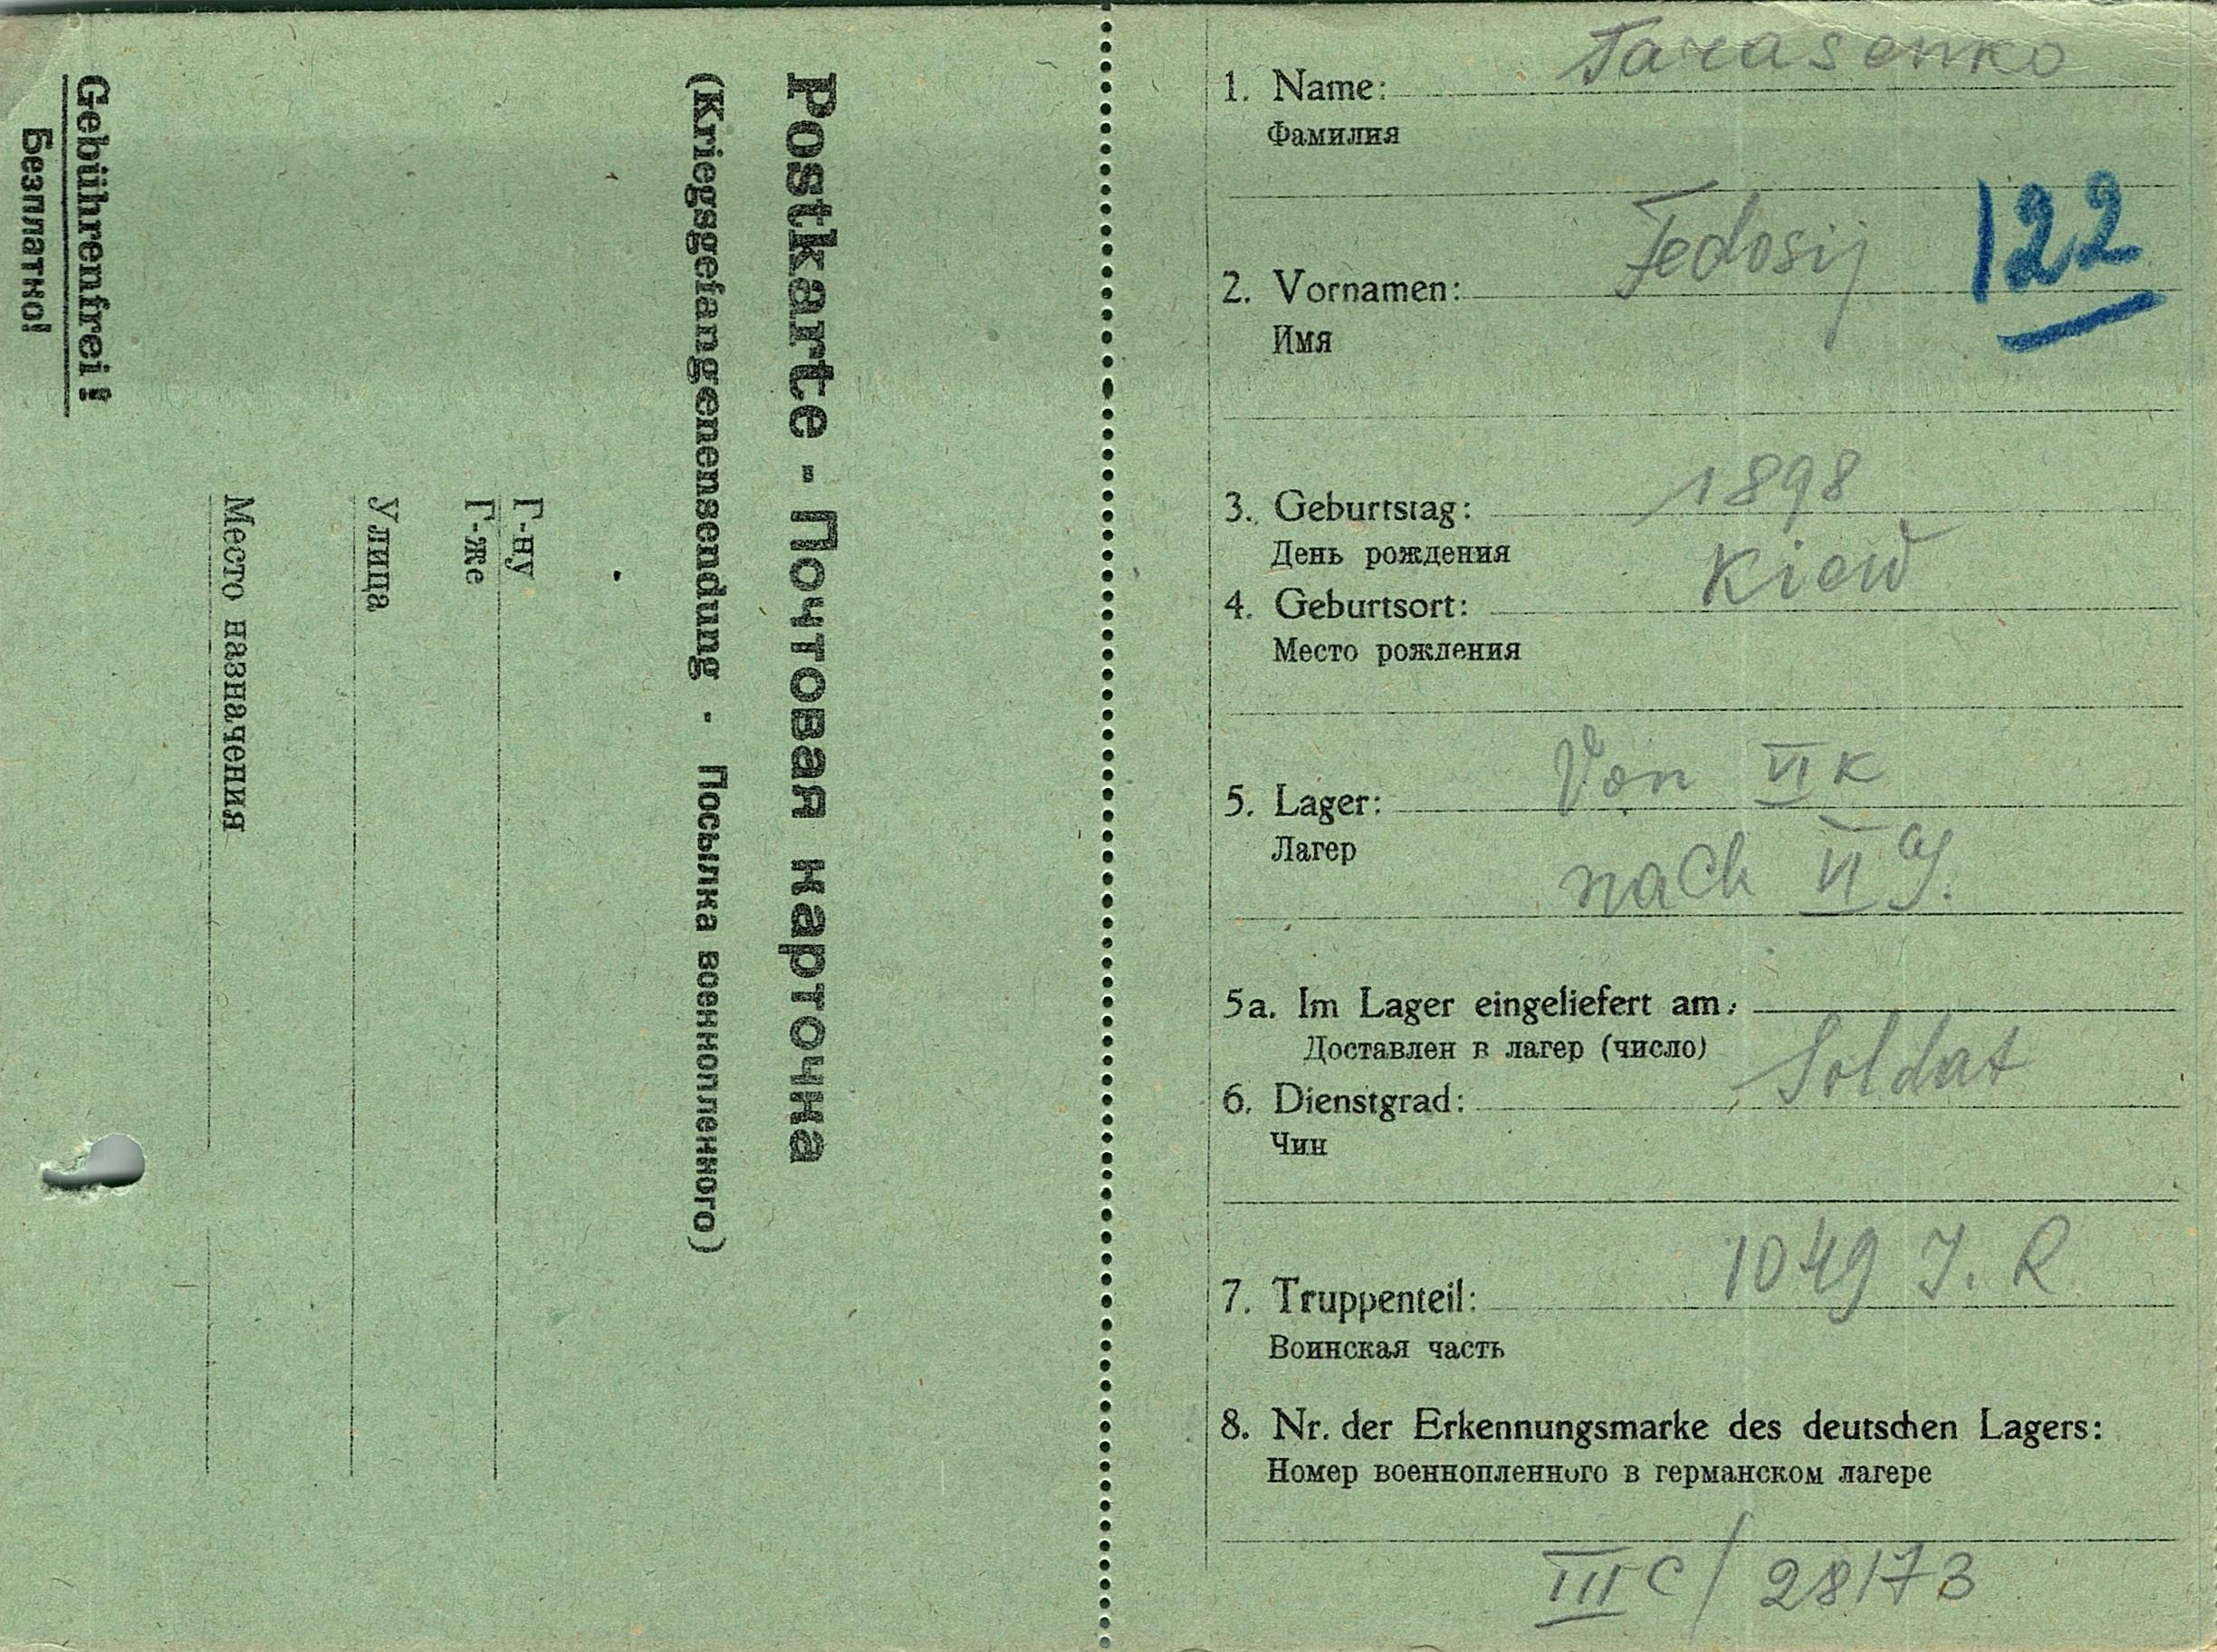 Gebührenfrei!
Безплатно!
Postkarte - Почтовая карточка
(Kriegsgefangenensendung - Посылка военнопленного)
Г-ну
Г-же
Улица
Место назначения
1. Name: Tarasenko
Фамилия
122
2. Vornamen: Fedosij
Имя
3. Geburtstag: 1898
День рождения
4. Geburtsort: Kiew
Место рождения
5. Lager: Von VI K
Лагер
nach VI G.
5a. Im Lager eingeliefert am:
Доставлен в лагер (число)
6. Dienstgrad: Soldat
Чин
7. Truppenteil: 1049 J. R
Воинская часть
8. Nr. der Erkennungsmarke des deutschen Lagers:
Номер военнопленного в германском лагере
III C / 28173